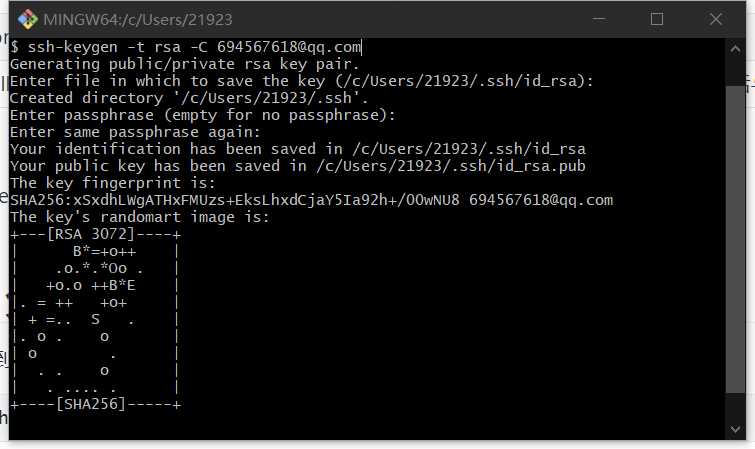 MINGW64:/c/Users/21923
$ ssh-keygen -t rsa -C 694567618@qq.com
Generating public/private rsa key pair.
Enter file in which to save the key (/c/Users/21923/.ssh/id_rsa):
Created directory '/c/Users/21923/.ssh'.
Enter passphrase (empty for no passphrase):
Enter same passphrase again:
Your identification has been saved in /c/Users/21923/.ssh/id_rsa
Your public key has been saved in /c/Users/21923/.ssh/id_rsa.pub
The key fingerprint is:
SHA256:xSxdhLWgATHxFMUzs+EksLhxdCjaY5Ia92h+/OOwNU8 694567618@qq.com
The key's randomart image is:
+---[RSA 3072]----+
|      B*=+o++    |
|    .o.*.*Oo .   |
|   +o.o ++B*E    |
|. = ++   +o+     |
| + =..  S   .    |
|. o .    o       |
| o        .      |
|  . .    o       |
|   . .... .      |
+----[SHA256]-----+